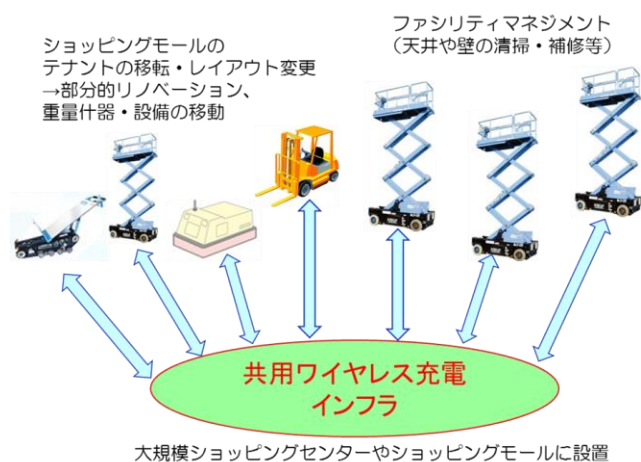 ショッピングモールの
テナントの移転・レイアウト変更
→部分的リノベーション、
重量什器・設備の移動
ファシリティマネジメント
（天井や壁の清掃・補修等）
共用ワイヤレス充電
インフラ
大規模ショッピングセンターやショッピングモールに設置